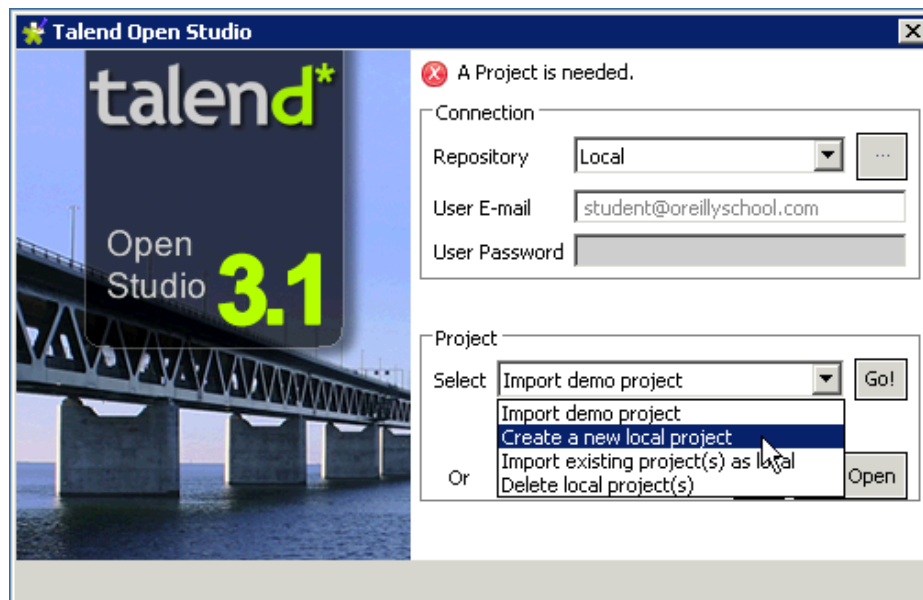 Talend Open Studio
talend*
Open
Studio 3.1
A Project is needed.
Connection
Repository Local ...
User E-mail student@oreillyschool.com
User Password
Project
Select Import demo project Go!
Import demo project
Create a new local project
Import existing project(s) as local
Delete local project(s)
Or Open